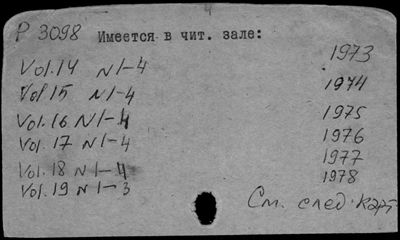 P 3098 Имеется в чит. зале:
Vol. 14 N 1-4 1973
Vol 15 N 1-4 1974
Vol. 16 N 1-4 1975
Vol. 17 N 1-4 1976
Vol. 18 N 1-4 1977
Vol. 19 N 1-3 1978
См. след. карт